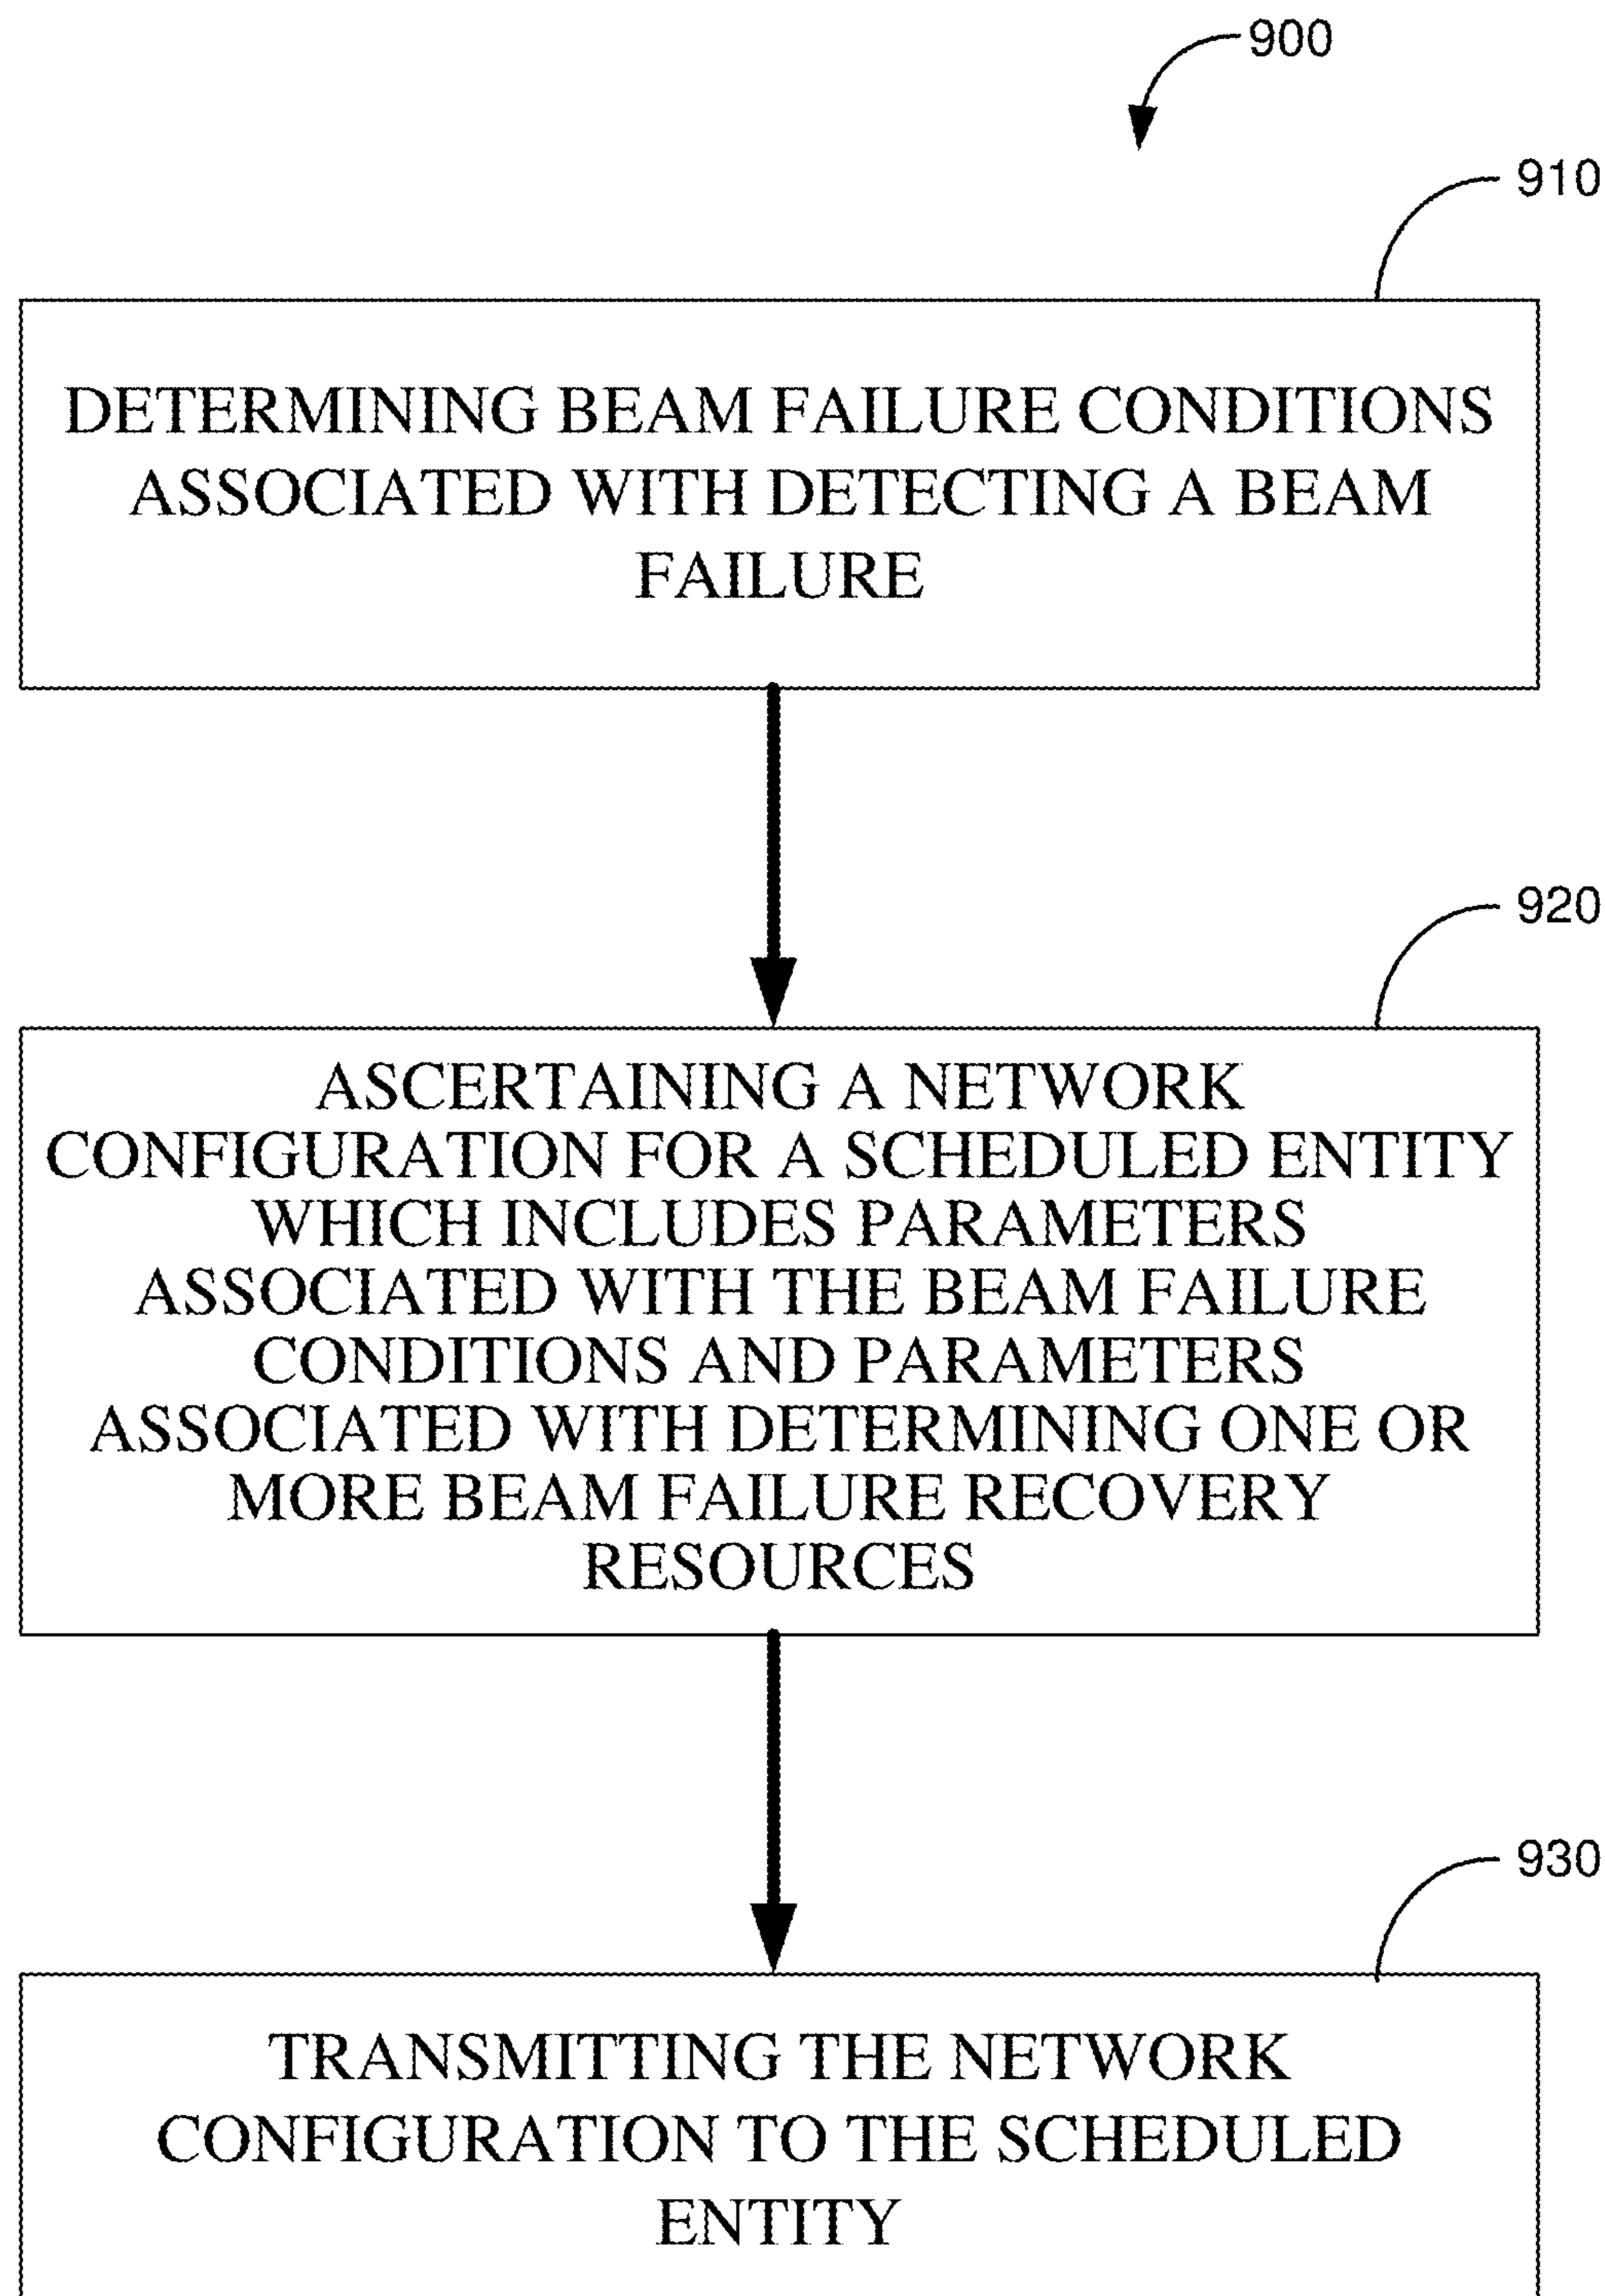 900
910
DETERMINING BEAM FAILURE CONDITIONS
ASSOCIATED WITH DETECTING A BEAM
FAILURE
920
ASCERTAINING A NETWORK
CONFIGURATION FOR A SCHEDULED ENTITY
WHICH INCLUDES PARAMETERS
ASSOCIATED WITH THE BEAM FAILURE
CONDITIONS AND PARAMETERS
ASSOCIATED WITH DETERMINING ONE OR
MORE BEAM FAILURE RECOVERY
RESOURCES
930
TRANSMITTING THE NETWORK
CONFIGURATION TO THE SCHEDULED
ENTITY